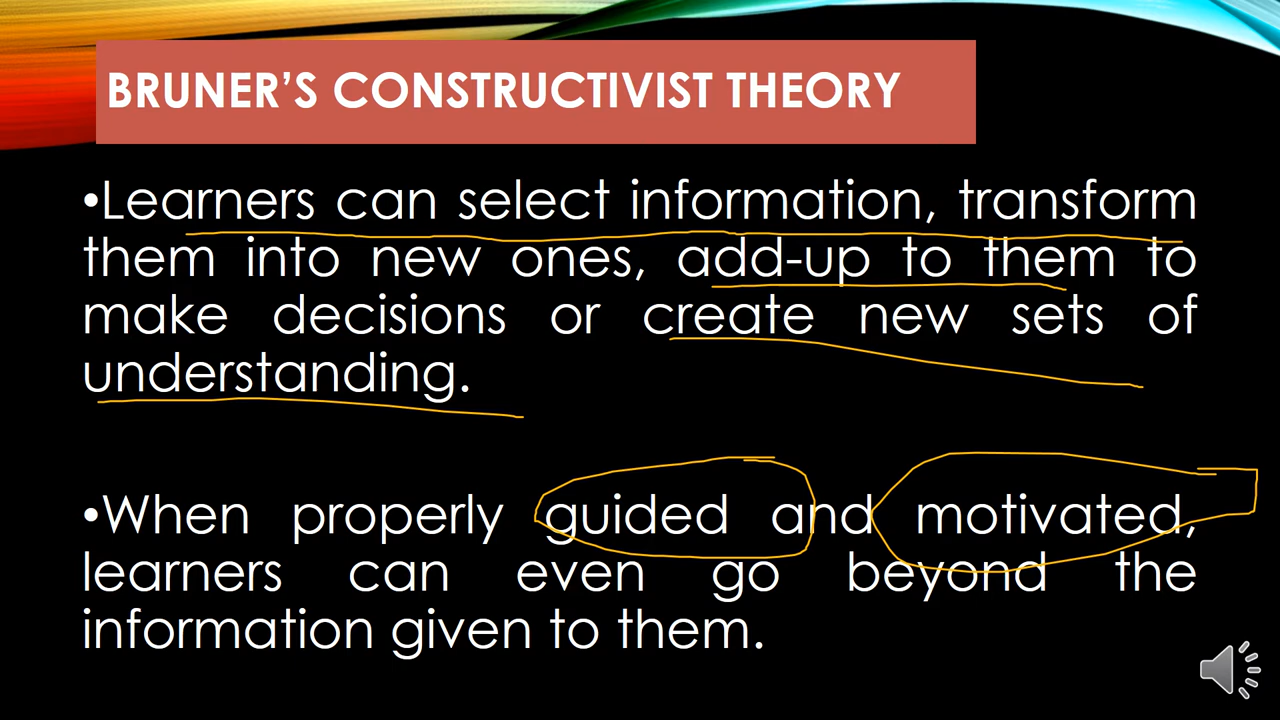 BRUNER’S CONSTRUCTIVIST THEORY
•Learners can select information, transform
them into new ones, add-up to them to
make decisions or create new sets of
understanding.
•When properly guided and motivated,
learners can even go beyond the
information given to them.